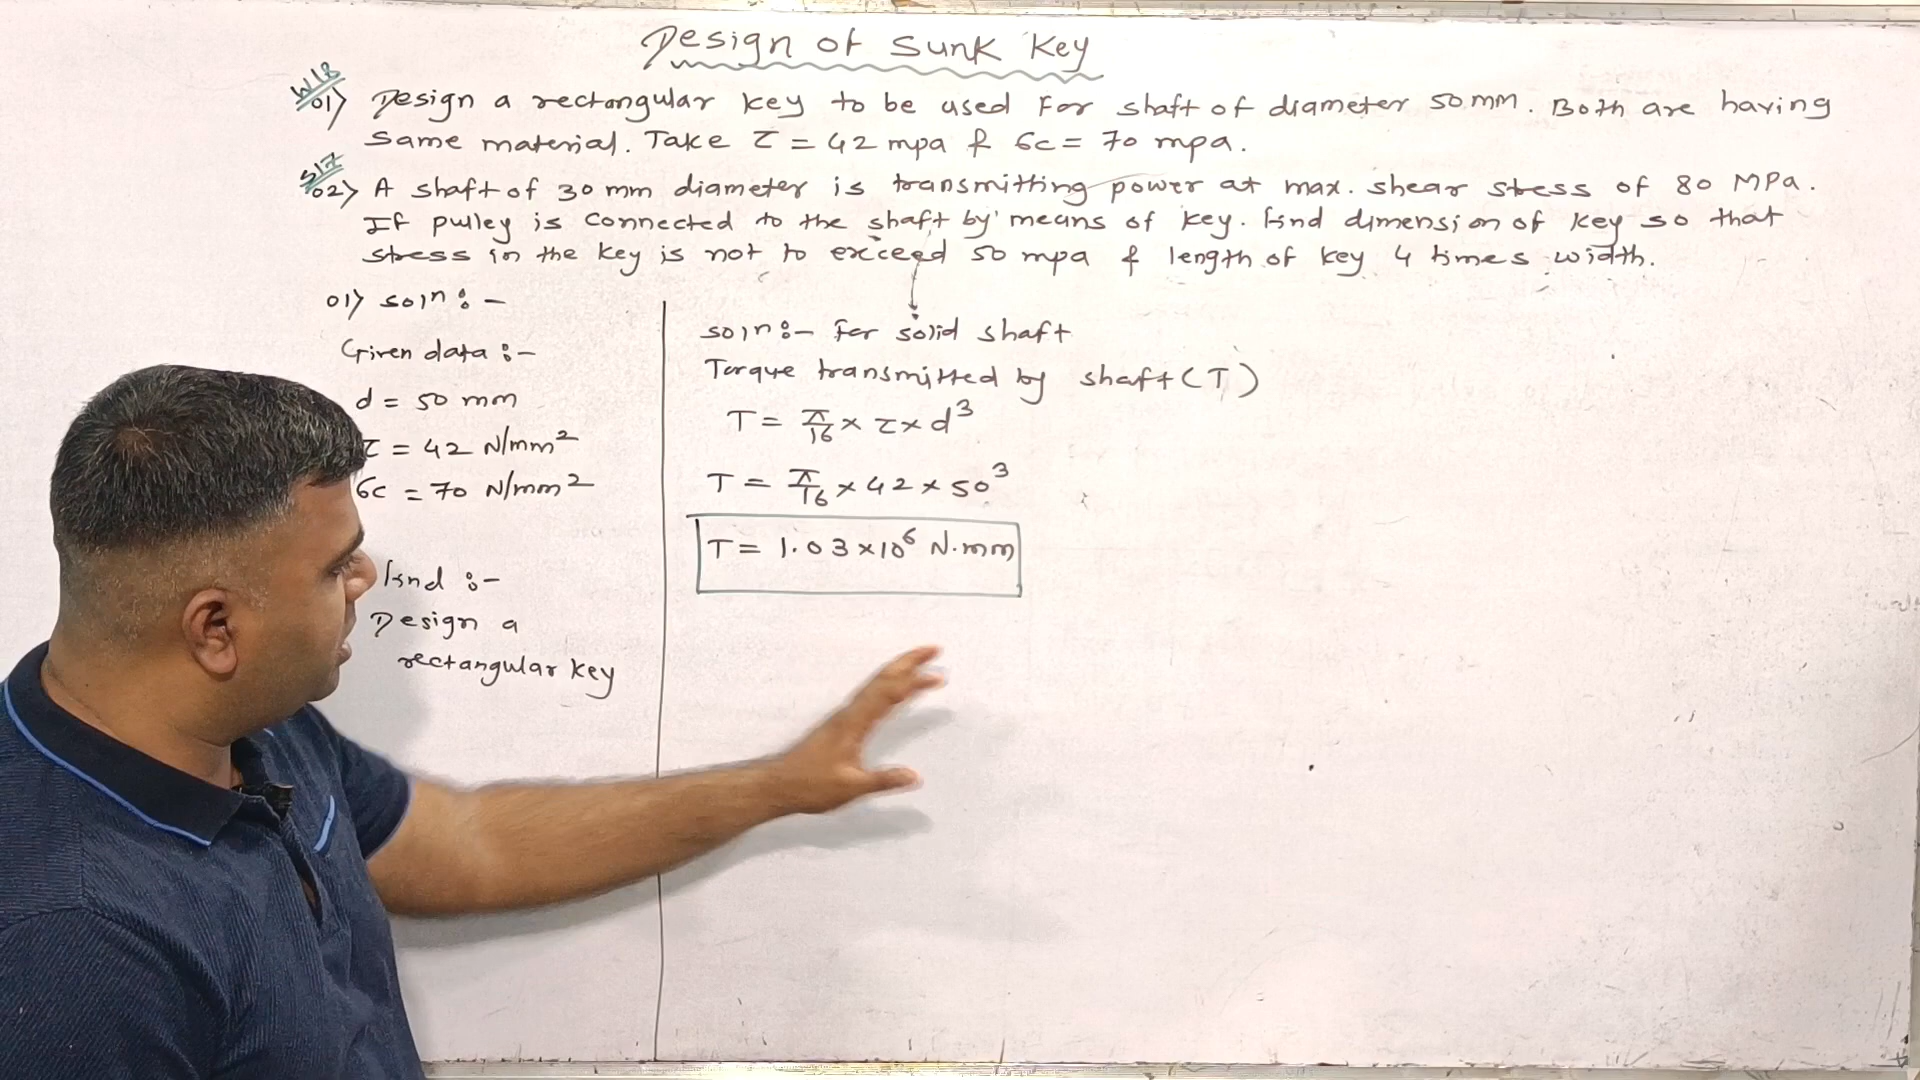 Design of Sunk Key
W18
01) Design a rectangular key to be used for shaft of diameter 50mm. Both are having
same material. Take τ = 42 mpa & σc = 70 mpa.
S17
02) A shaft of 30 mm diameter is transmitting power at max. shear stress of 80 MPa.
If pulley is connected to the shaft by means of key. find dimension of key so that
stress in the key is not to exceed 50 mpa & length of key 4 times width.
01) soln:-
Given data :-
d = 50 mm
τ = 42 N/mm²
σc = 70 N/mm²
find :-
Design a
rectangular key
soln:- For solid shaft
Torque transmitted by shaft (T)
T = π/16 × τ × d³
T = π/16 × 42 × 50³
T = 1.03 × 10⁶ N.mm